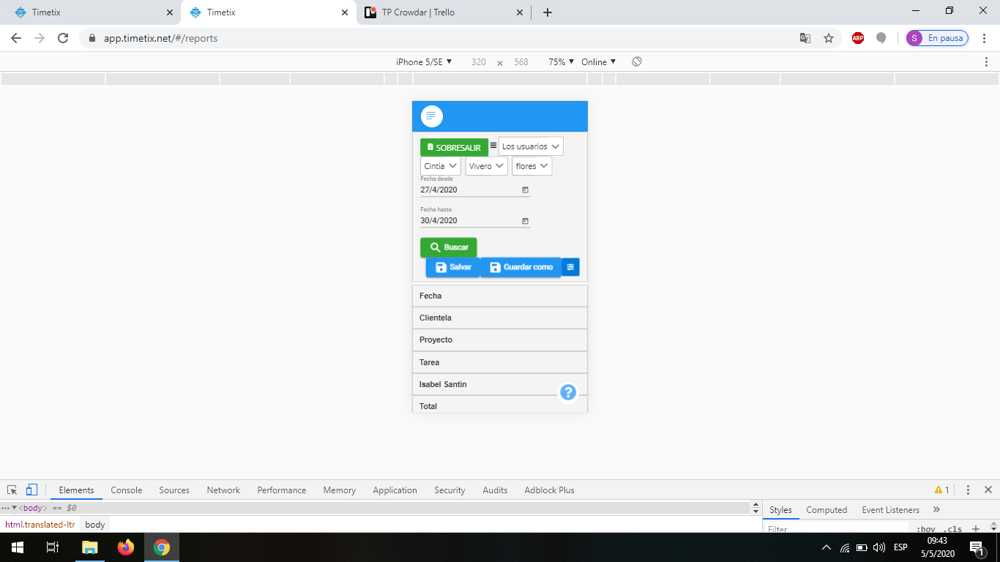 Timetix
Timetix
TP Crowdar | Trello
app.timetix.net/#/reports
ABP
S
En pausa
iPhone 5/SE
320
×
568
75%
Online
SOBRESALIR
Los usuarios
Cintia
Vivero
flores
Fecha desde
27/4/2020
Fecha hasta
30/4/2020
Buscar
Salvar
Guardar como
Fecha
Clientela
Proyecto
Tarea
Isabel Santin
?
Total
Elements
Console
Sources
Network
Performance
Memory
Application
Security
Audits
Adblock Plus
1
<body> == $0
Styles
Computed
Event Listeners
html.translated-ltr
body
Filter
:hov
.cls
ESP
09:43
5/5/2020
1